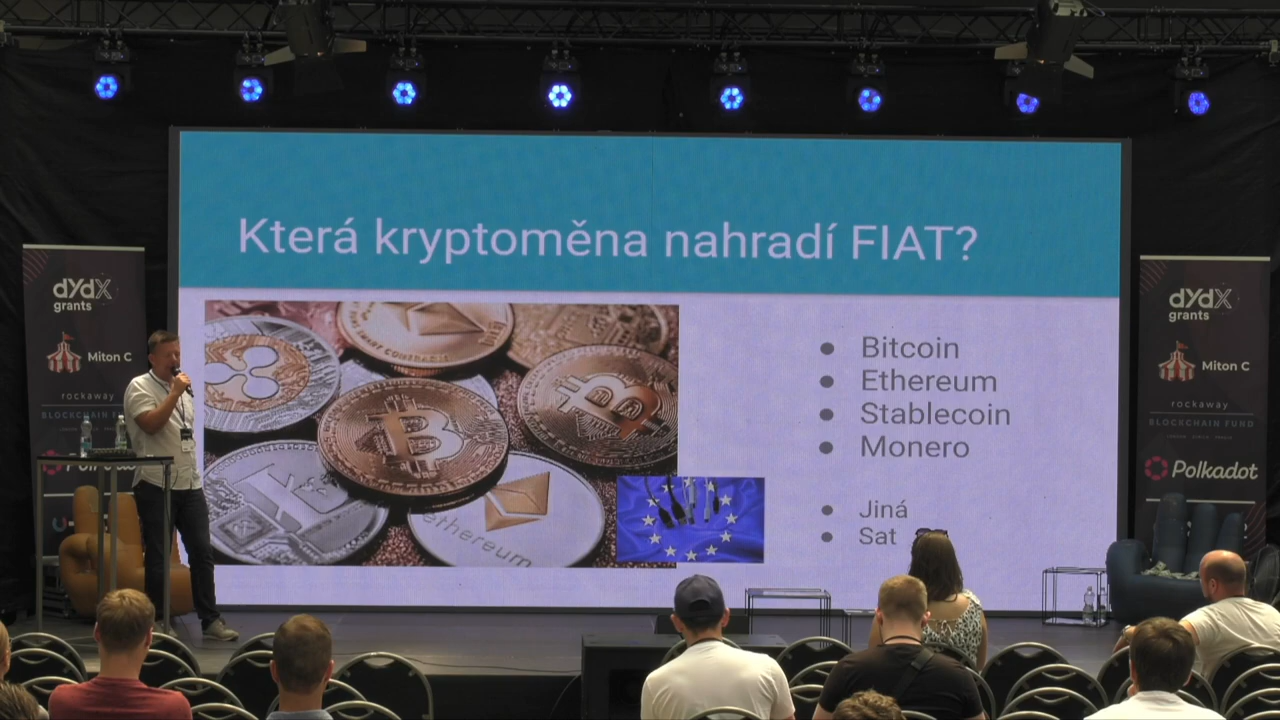 Která kryptoměna nahradí FIAT?
Bitcoin
Ethereum
Stablecoin
Monero
Jiná
Sat
ethereum
dYdX
grants
Miton C
rockaway
BLOCKCHAIN
dYdX
grants
Miton C
rockaway
BLOCKCHAIN FUND
Polkadot